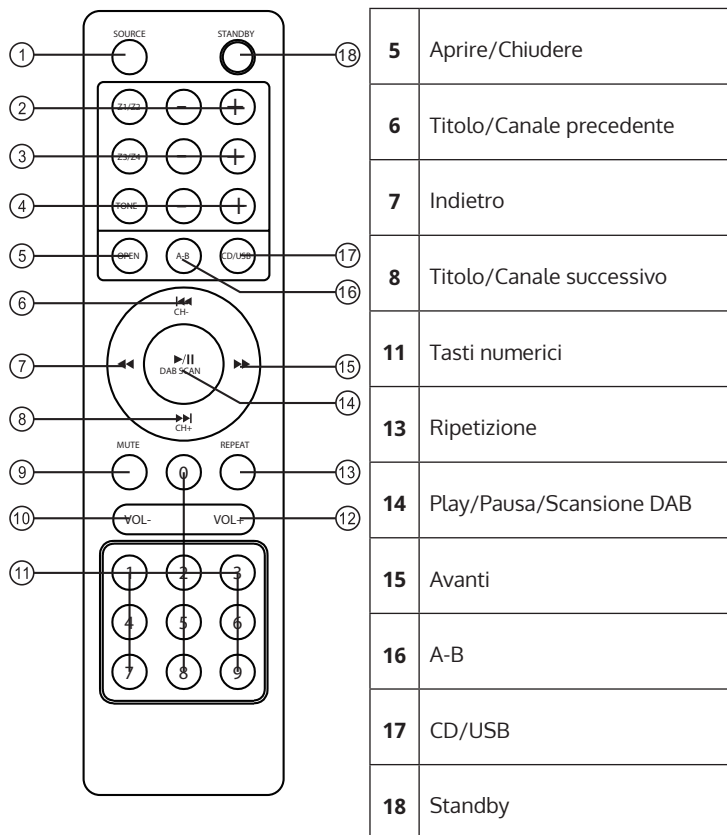 SOURCE STANDBY
1 18
2 Z1/Z2 - +
3 Z3/Z4 - +
4 TONE - +
5 OPEN A-B CD/USB 17
16
6 CH-
7 15
DAB SCAN
14
8 CH+
MUTE REPEAT
9 0 13
10 VOL- VOL+ 12
11 1 2 3
4 5 6
7 8 9
5 Aprire/Chiudere
6 Titolo/Canale precedente
7 Indietro
8 Titolo/Canale successivo
11 Tasti numerici
13 Ripetizione
14 Play/Pausa/Scansione DAB
15 Avanti
16 A-B
17 CD/USB
18 Standby